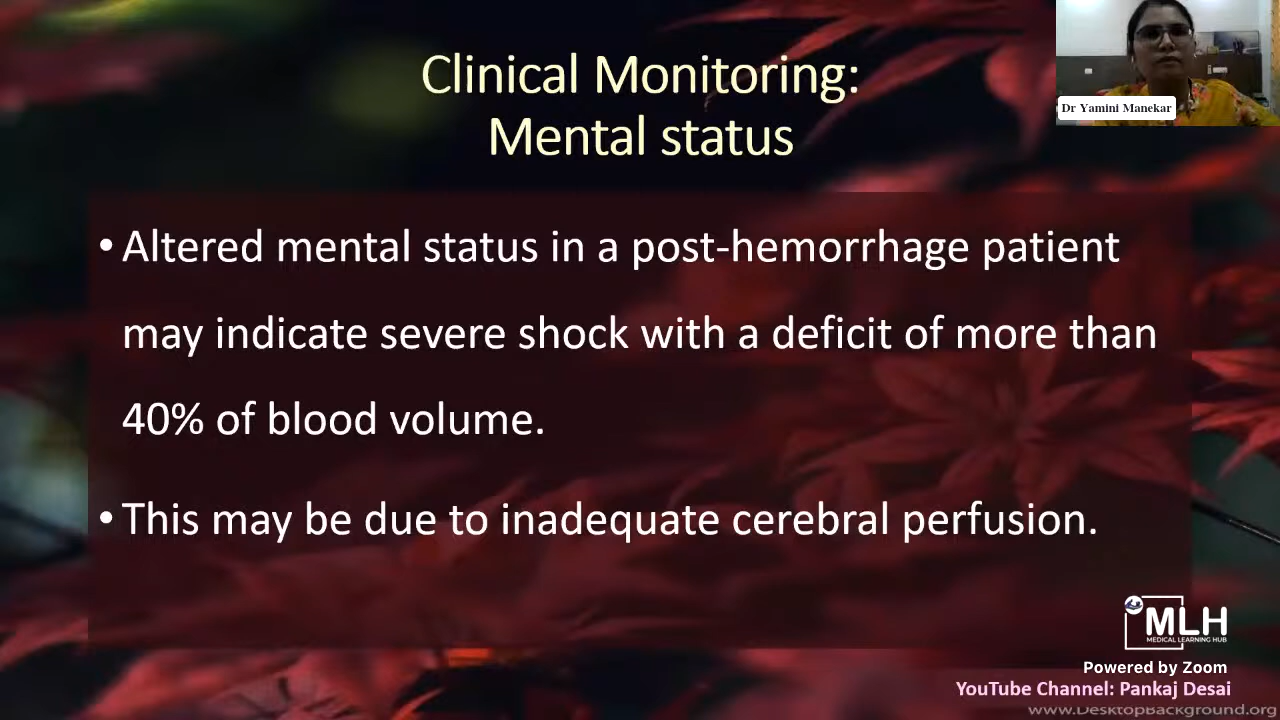 Clinical Monitoring:
Mental status
Dr Yamini Manekar
• Altered mental status in a post-hemorrhage patient
may indicate severe shock with a deficit of more than
40% of blood volume.
• This may be due to inadequate cerebral perfusion.
MLH
MEDICAL LEARNING HUB
Powered by Zoom
YouTube Channel: Pankaj Desai
www.DesktopBackground.org